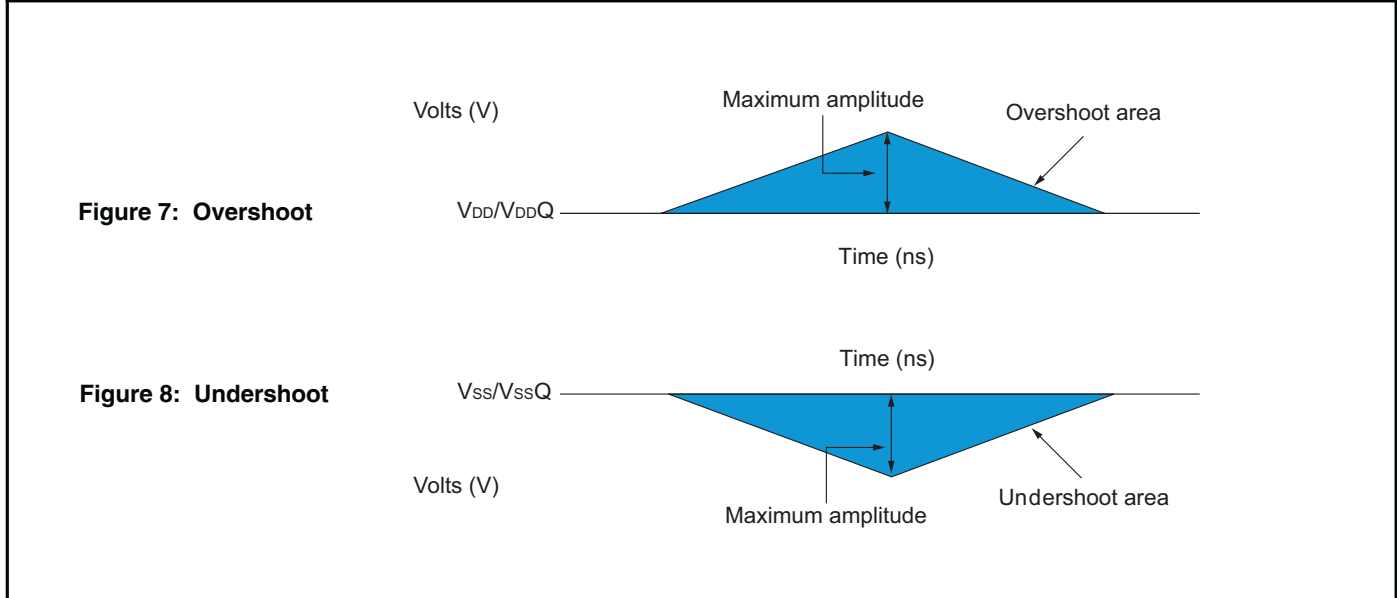 Volts (V)
Maximum amplitude
Overshoot area
Figure 7: Overshoot
VDD/VDDQ
Time (ns)
Time (ns)
Figure 8: Undershoot
VSS/VSSQ
Volts (V)
Undershoot area
Maximum amplitude